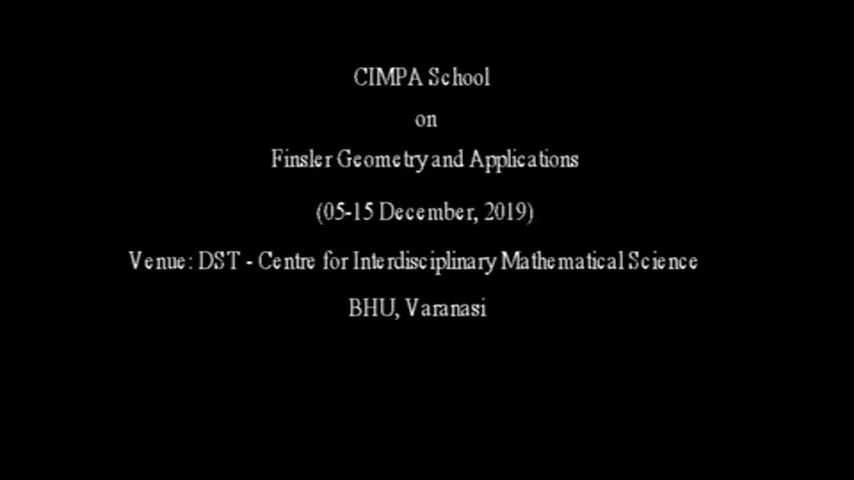 CIMPA School
on
Finsler Geometry and Applications
(05-15 December, 2019)
Venue: DST - Centre for Interdisciplinary Mathematical Science
BHU, Varanasi